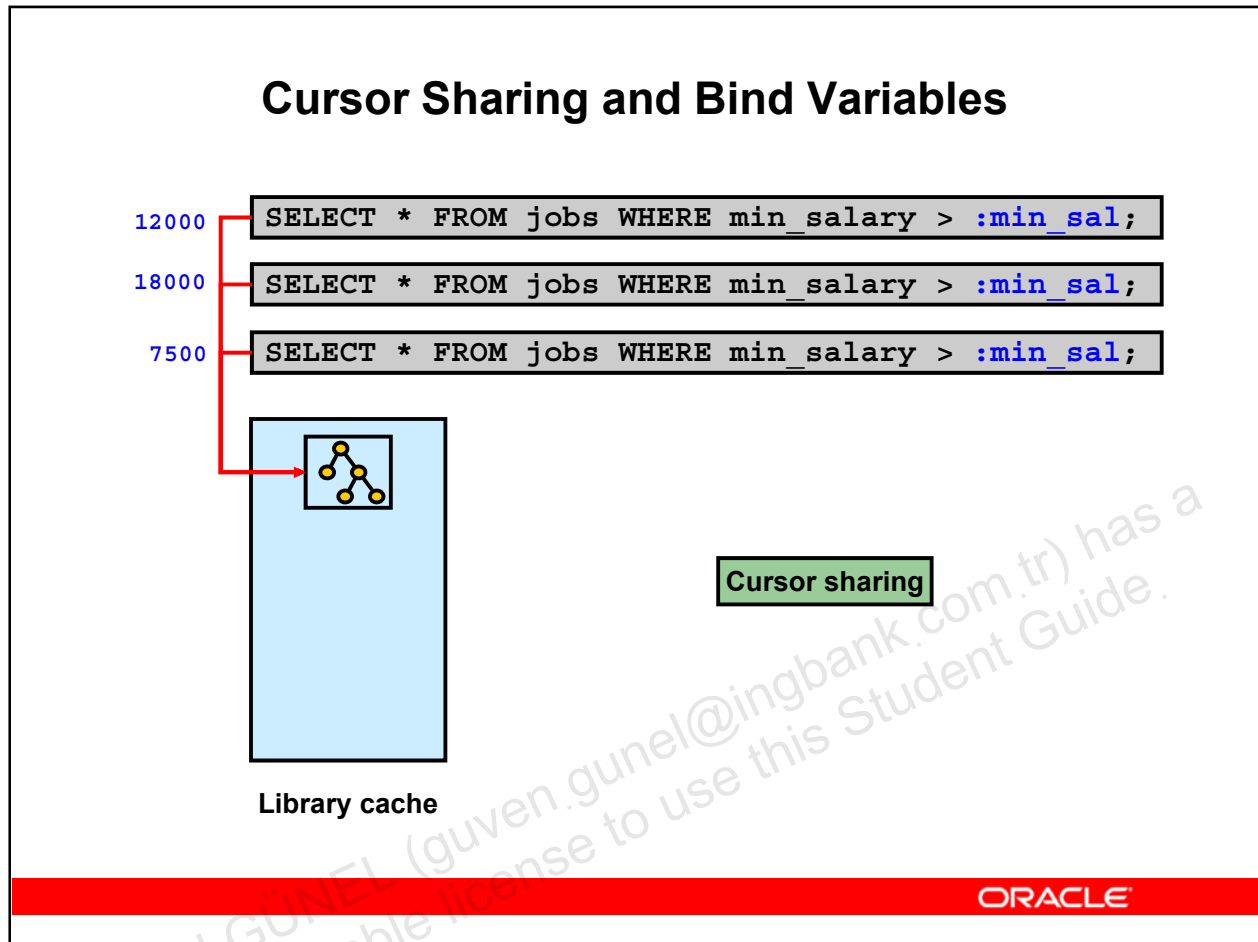 Cursor Sharing and Bind Variables
12000 SELECT * FROM jobs WHERE min_salary > :min_sal;
18000 SELECT * FROM jobs WHERE min_salary > :min_sal;
7500 SELECT * FROM jobs WHERE min_salary > :min_sal;
Cursor sharing
Library cache
GÜNEL (guven.gunel@ingbank.com.tr) has a
license to use this Student Guide.
ORACLE